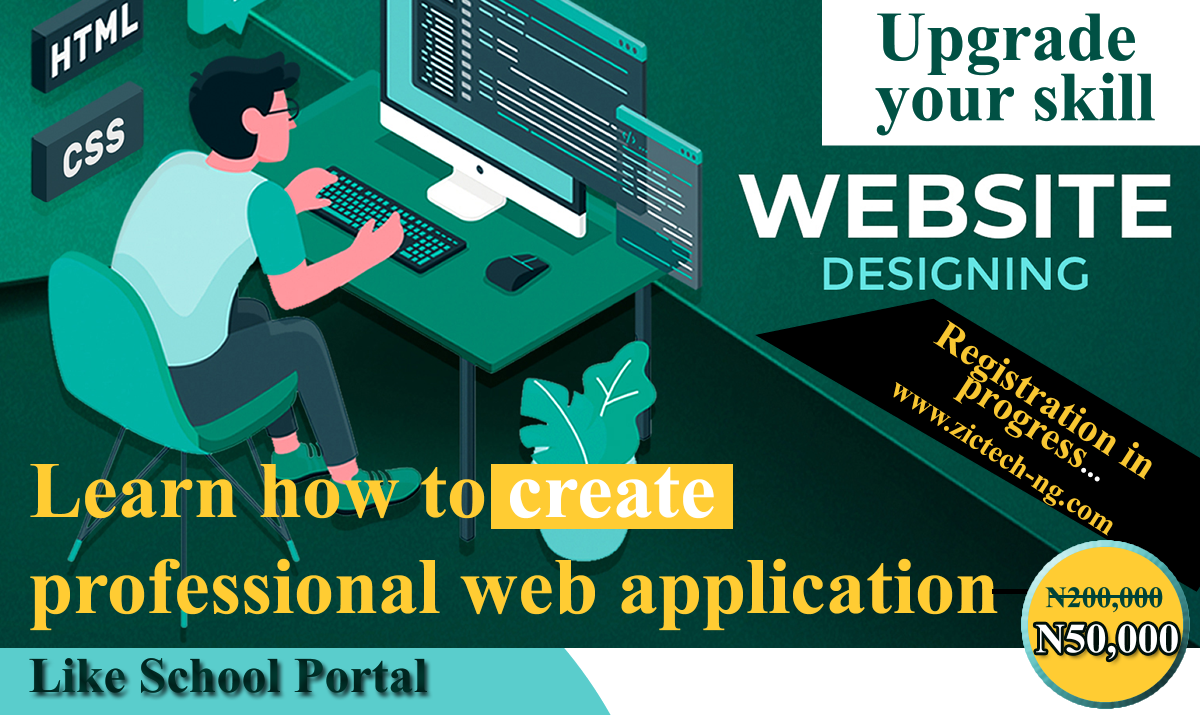 HTML
CSS
Upgrade
your skill
WEBSITE
DESIGNING
Registration in
progress...
www.zictech-ng.com
Learn how to create
professional web application
N200,000
N50,000
Like School Portal